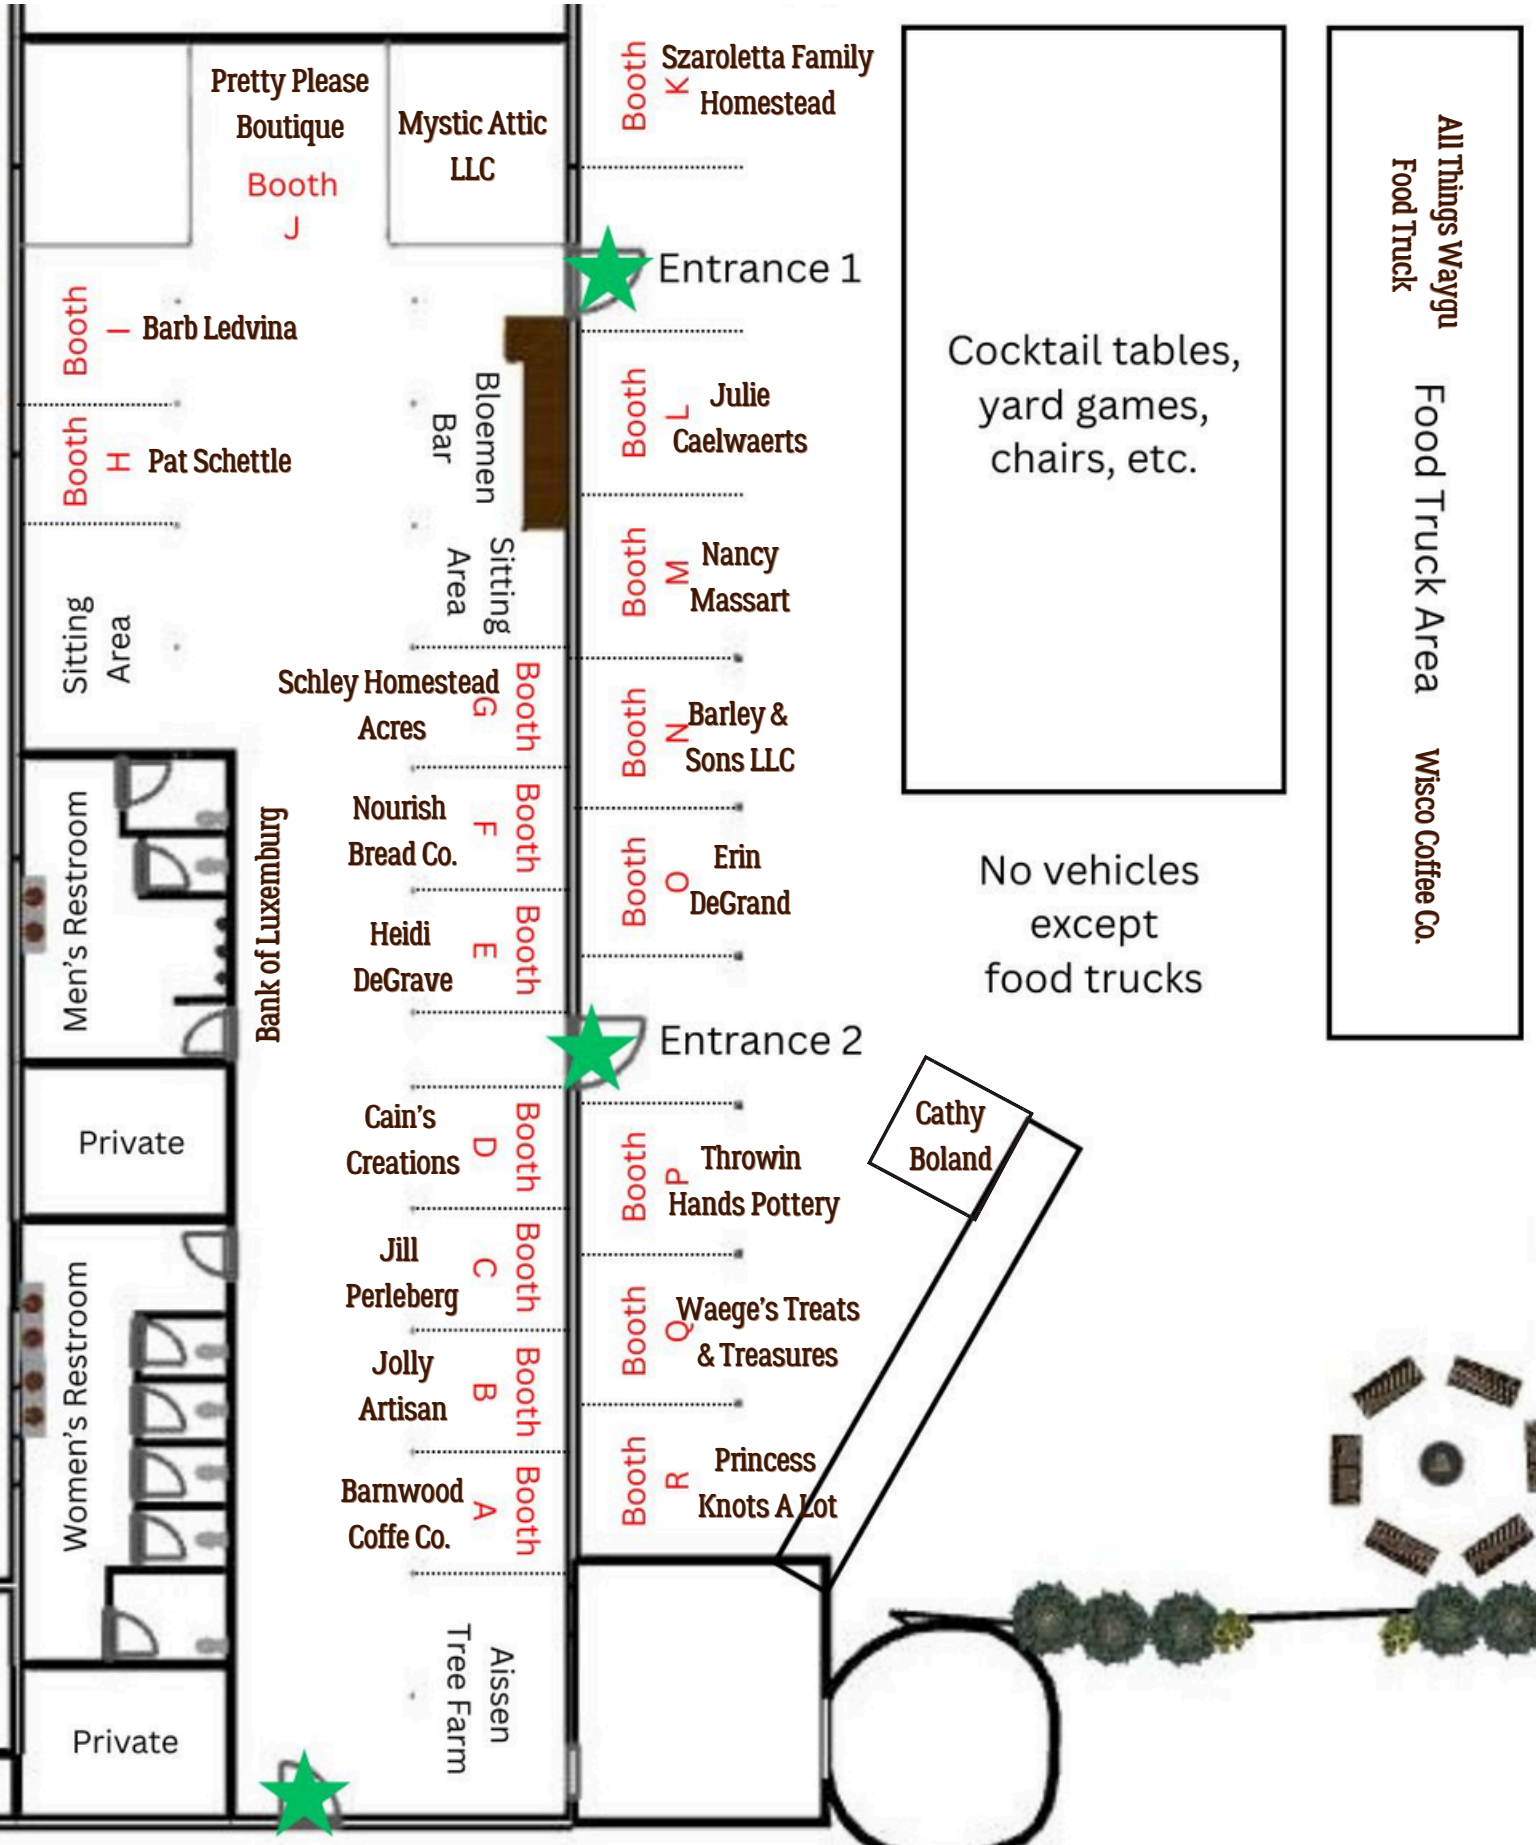 Pretty Please
Boutique
Booth
J
Mystic Attic
LLC
Booth
K
Szaroletta Family
Homestead
Entrance 1
Booth
I
Barb Ledvina
Booth
H
Pat Schettle
Bloemen
Bar
Sitting
Area
Sitting
Area
Booth
L
Julie
Caelwaerts
Booth
M
Nancy
Massart
Schley Homestead
Acres
G
Booth
Booth
N
Barley &
Sons LLC
Nourish
Bread Co.
F
Booth
Booth
O
Erin
DeGrand
Heidi
DeGrave
E
Booth
Men's Restroom
Bank of Luxemburg
Entrance 2
Private
Cain's
Creations
D
Booth
Booth
P
Throwin
Hands Pottery
Jill
Perleberg
C
Booth
Booth
Q
Waege's Treats
& Treasures
Women's Restroom
Jolly
Artisan
B
Booth
Booth
R
Princess
Knots A Lot
Barnwood
Coffe Co.
A
Booth
Aissen
Tree Farm
Private
Cocktail tables,
yard games,
chairs, etc.
No vehicles
except
food trucks
Cathy
Boland
All Things Waygu
Food Truck
Food Truck Area
Wisco Coffee Co.